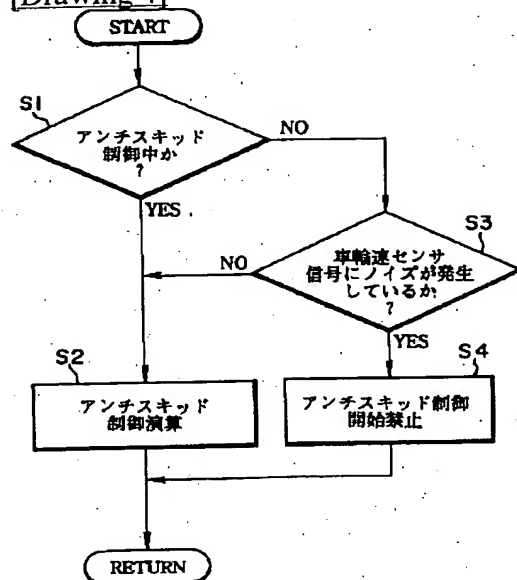 [Drawing 4]
START
S1
アンチスキッド
制御中か
?
NO
YES
S3
車輪速センサ
信号にノイズが発生
しているか
?
NO
YES
S2
アンチスキッド
制御演算
S4
アンチスキッド制御
開始禁止
RETURN